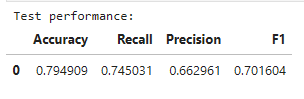 Test performance:
Accuracy Recall Precision F1
0 0.794909 0.745031 0.662961 0.701604